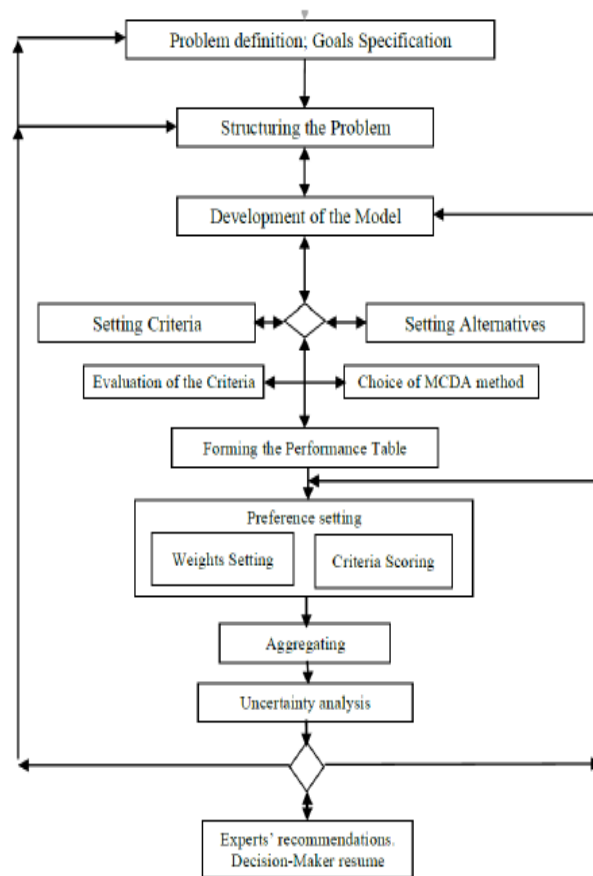 Problem definition; Goals Specification
Structuring the Problem
Development of the Model
Setting Criteria
Setting Alternatives
Evaluation of the Criteria
Choice of MCDA method
Forming the Performance Table
Preference setting
Weights Setting
Criteria Scoring
Aggregating
Uncertainty analysis
Experts´ recommendations.
Decision-Maker resume